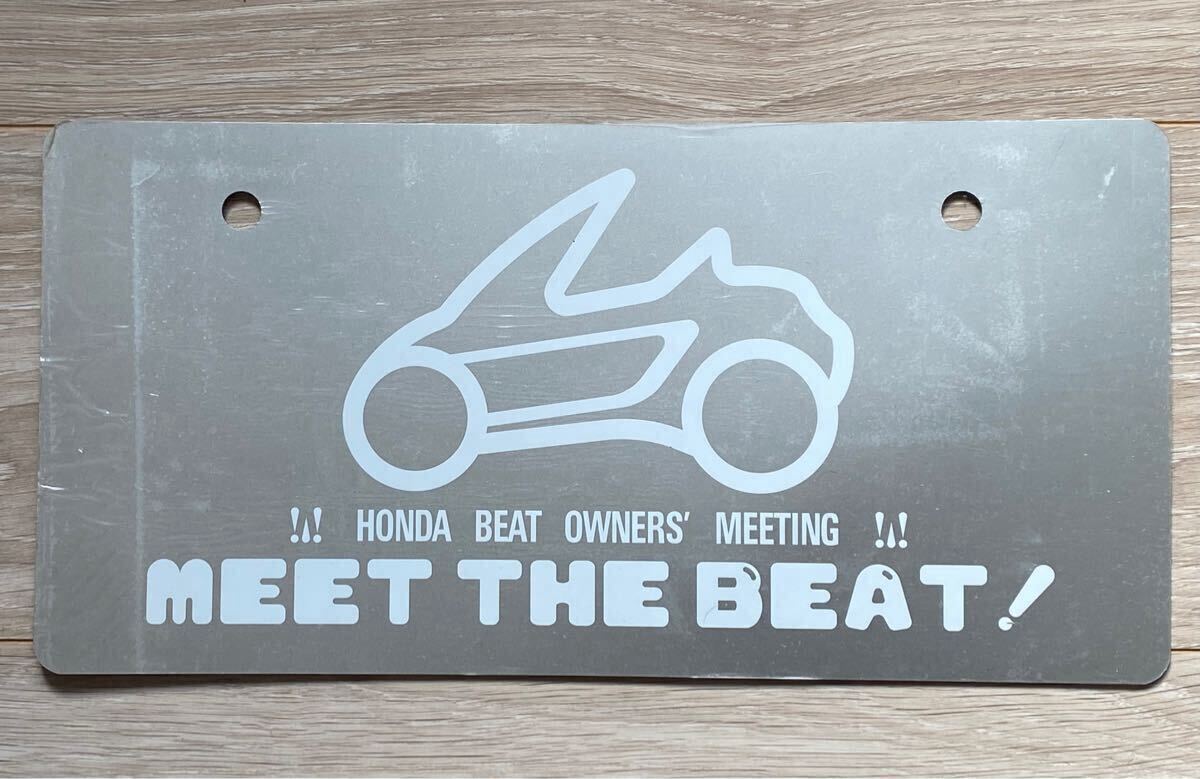 !!! HONDA BEAT OWNERS' MEETING !!!
MEET THE BEAT!